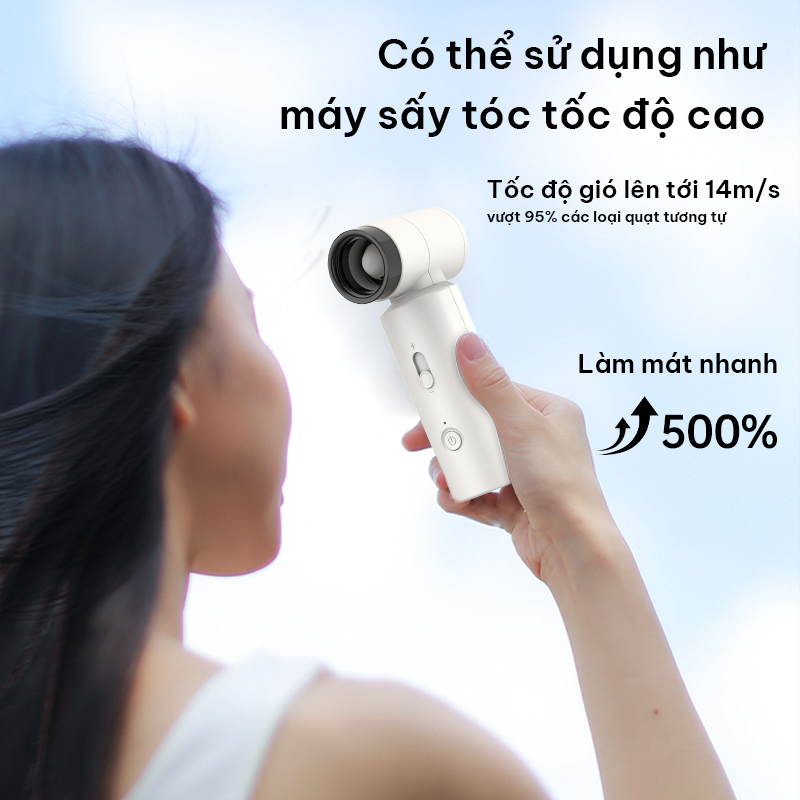 Có thể sử dụng như
máy sấy tóc tốc độ cao
Tốc độ gió lên tới 14m/s
vượt 95% các loại quạt tương tự
Làm mát nhanh
500%